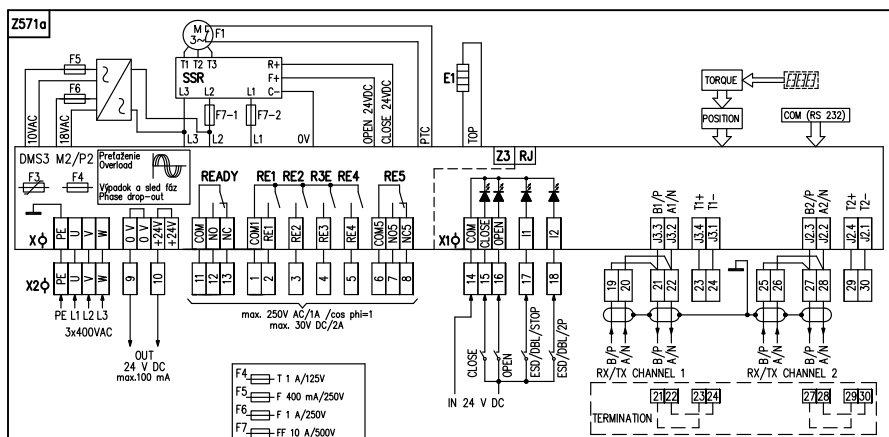 Z571a
M
3~
F1
T1 T2 T3
SSR
R+
F+
C-
L3
L2
L1
F5
F6
F7-1
F7-2
10VAC
18VAC
L3
L2
L1
0V
OPEN 24VDC
CLOSE 24VDC
PTC
E1
TOP
TORQUE
POSITION
COM (RS 232)
DMS3 M2/P2
F3
F4
Preťaženie
Overload
Výpadok a sled fáz
Phase drop-out
READY
RE1
RE2
R3E
RE4
RE5
Z3
RJ
X
PE
U
V
W
0 V
0 V
+24V
+24V
COM
NO
NC
COM1
RE1
RE2
RE3
RE4
COM5
NO5
NC5
X1
COM
CLOSE
OPEN
I1
I2
B1/P
A1/N
T1+
T1-
B2/P
A2/N
T2+
T2-
J3.3
J3.2
J3.4
J3.1
J2.3
J2.2
J2.4
J2.1
X2
PE
U
V
W
9
10
11
12
13
1
2
3
4
5
6
7
8
14
15
16
17
18
19
20
21
22
23
24
25
26
27
28
29
30
PE L1 L2 L3
3x400VAC
OUT
24 V DC
max.100 mA
max. 250V AC/1A /cos phi=1
max. 30V DC/2A
CLOSE
OPEN
ESD/DBL/STOP
ESD/DBL/2P
IN 24 V DC
B/P
A/N
B/P
A/N
B/P
A/N
B/P
A/N
RX/TX CHANNEL 1
RX/TX CHANNEL 2
F4 T 1 A/125V
F5 F 400 mA/250V
F6 F 1 A/250V
F7 FF 10 A/500V
21 22 23 24
27 28 29 30
TERMINATION